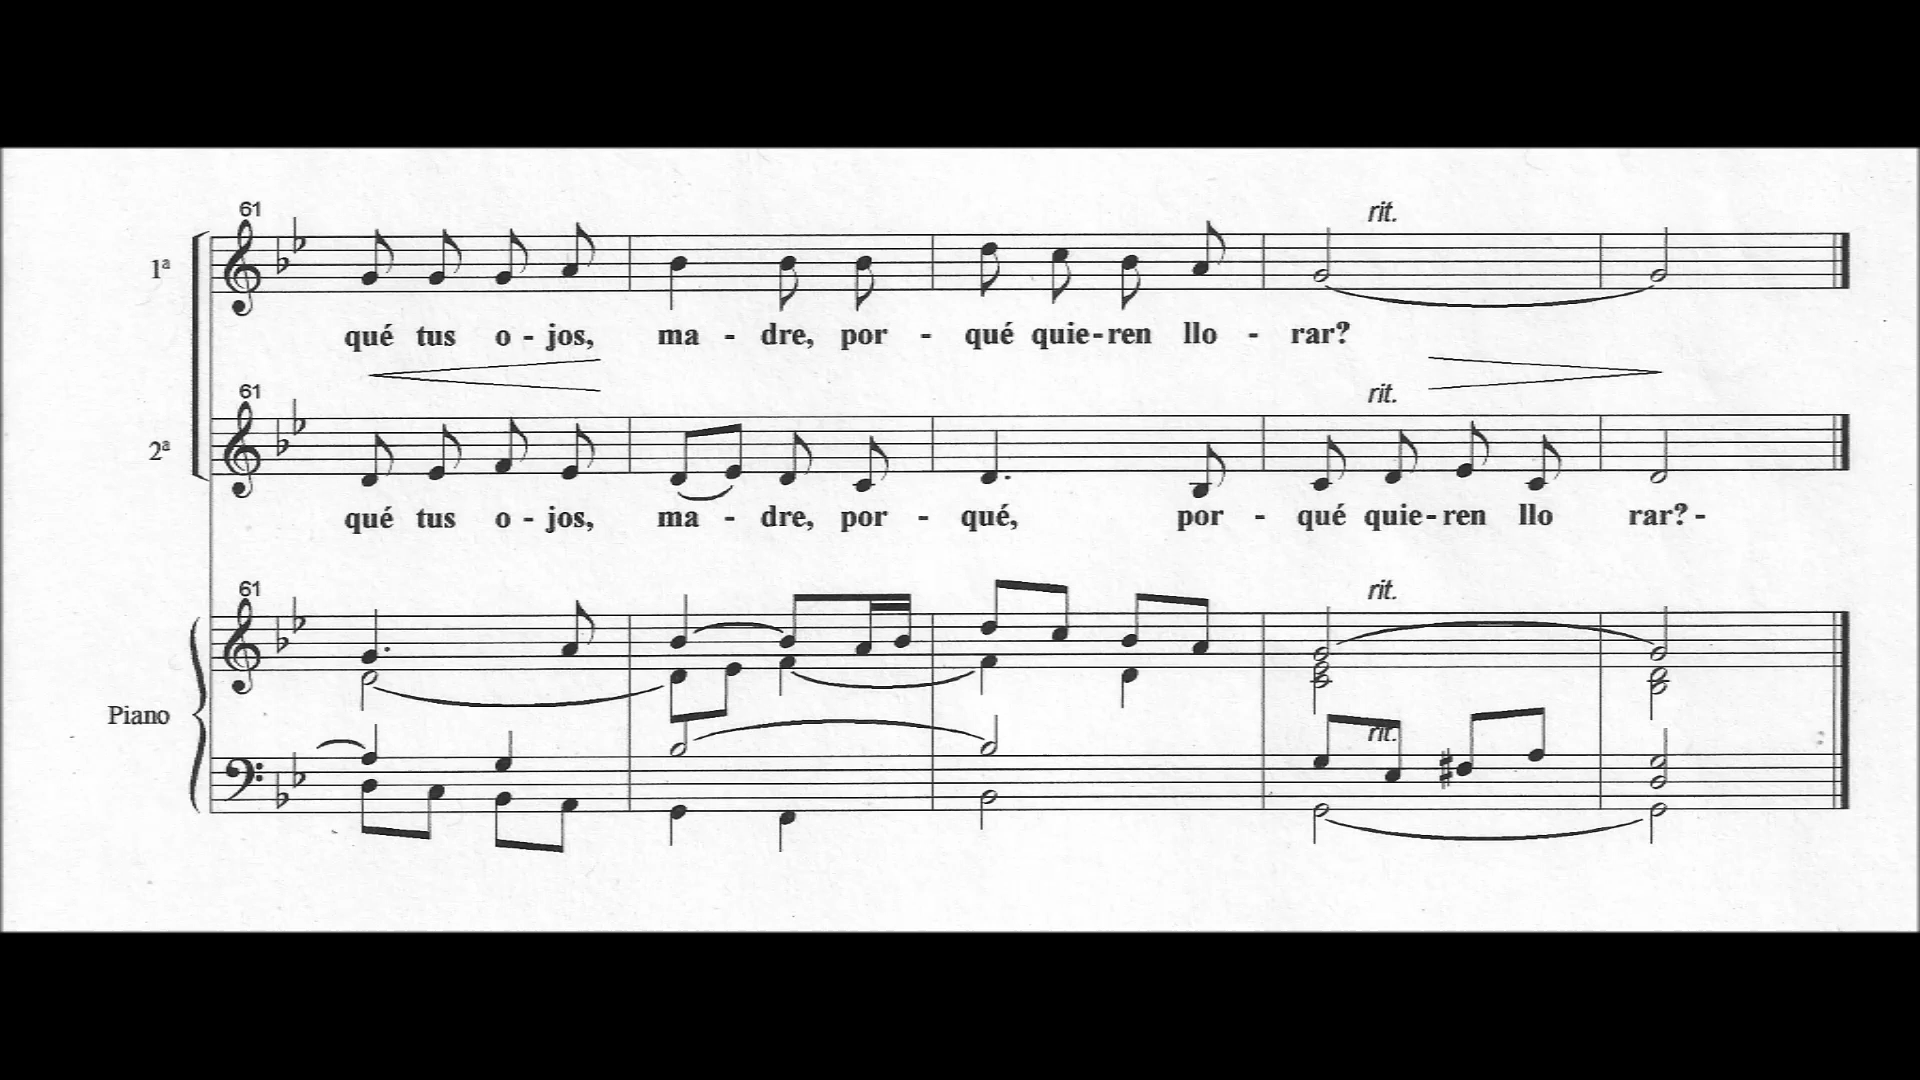 61
rit.
1ª
qué tus o - jos, ma - dre, por - qué quie-ren llo - rar?
61
rit.
2ª
qué tus o - jos, ma - dre, por - qué, por - qué quie-ren llo rar? -
61
rit.
Piano
rit.